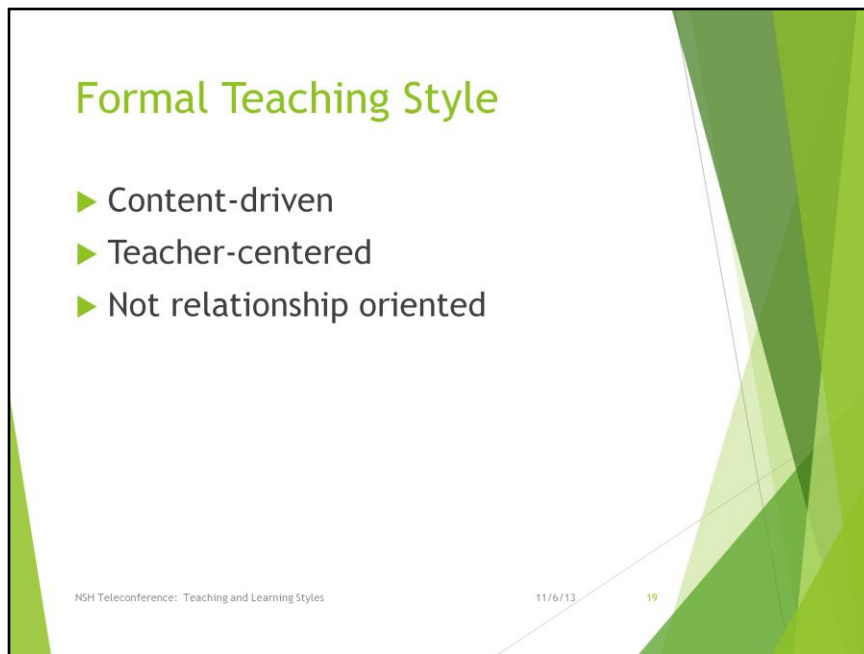 Formal Teaching Style
▶ Content-driven
▶ Teacher-centered
▶ Not relationship oriented
NSH Teleconference: Teaching and Learning Styles 11/6/13 19